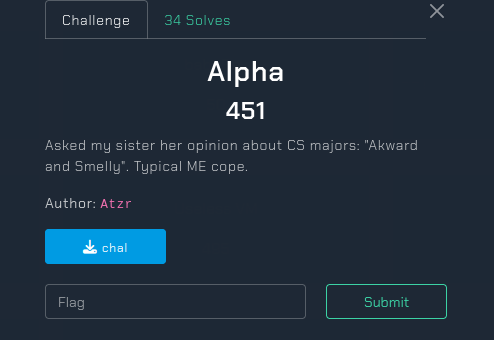 Challenge
34 Solves
Alpha
451
Asked my sister her opinion about CS majors: "Akward
and Smelly". Typical ME cope.
Author: Atzr
chal
Flag
Submit